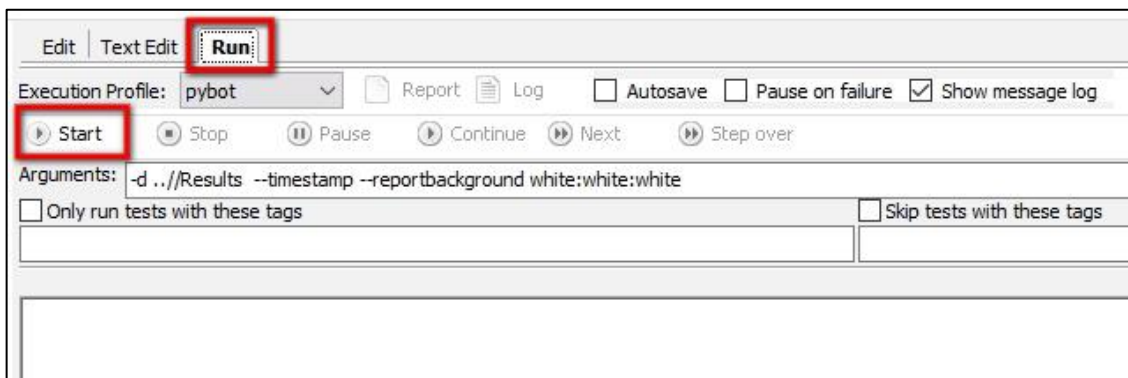 Edit Text Edit Run
Execution Profile: pybot Report Log Autosave Pause on failure Show message log
Start Stop Pause Continue Next Step over
Arguments: -d ..//Results --timestamp --reportbackground white:white:white
Only run tests with these tags Skip tests with these tags